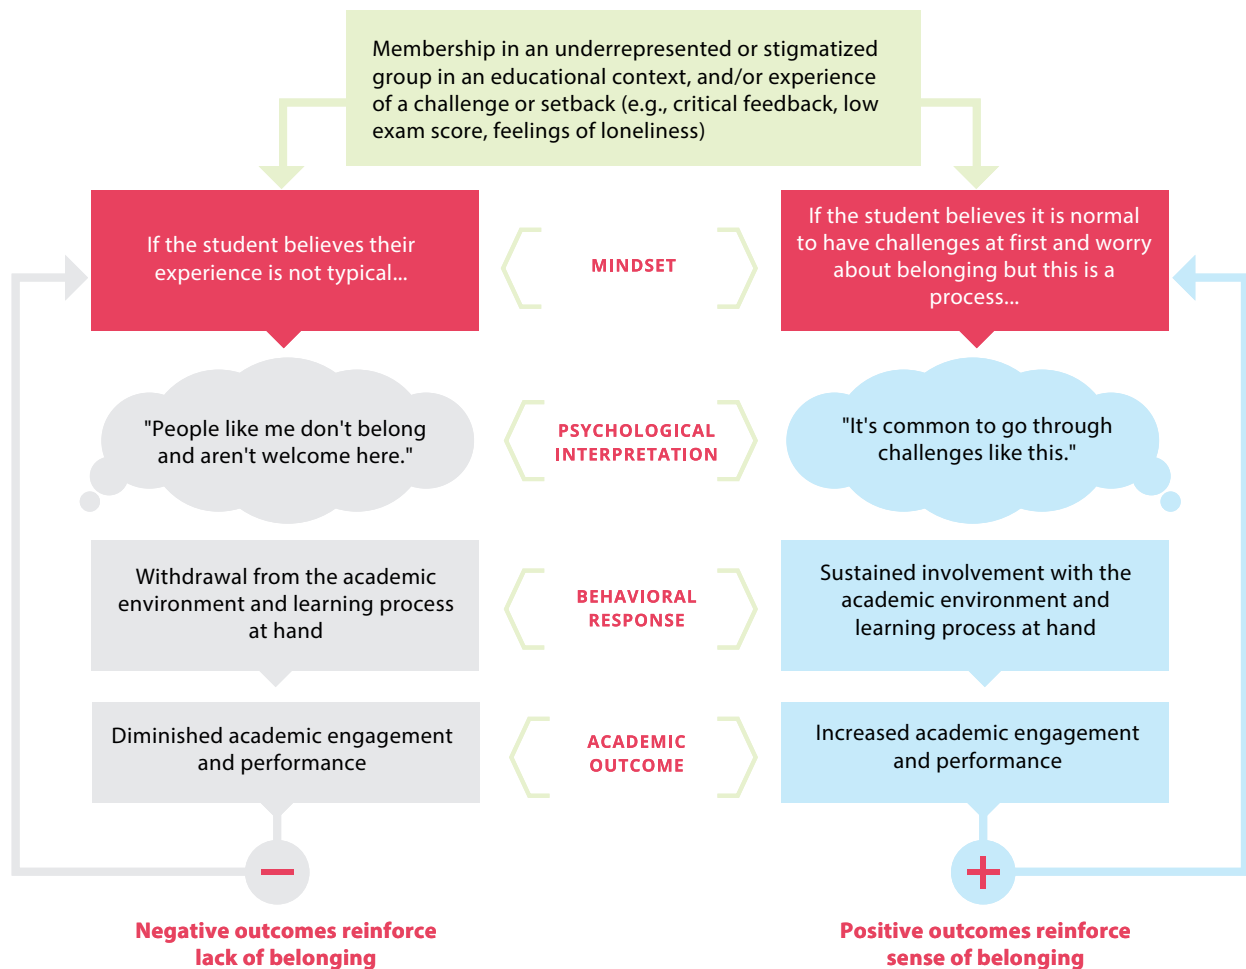 Membership in an underrepresented or stigmatized
group in an educational context, and/or experience
of a challenge or setback (e.g., critical feedback, low
exam score, feelings of loneliness)
If the student believes their
experience is not typical...
MINDSET
If the student believes it is normal
to have challenges at first and worry
about belonging but this is a
process...
"People like me don't belong
and aren't welcome here."
PSYCHOLOGICAL
INTERPRETATION
"It's common to go through
challenges like this."
Withdrawal from the academic
environment and learning process
at hand
BEHAVIORAL
RESPONSE
Sustained involvement with the
academic environment and
learning process at hand
Diminished academic engagement
and performance
ACADEMIC
OUTCOME
Increased academic engagement
and performance
Negative outcomes reinforce
lack of belonging
Positive outcomes reinforce
sense of belonging